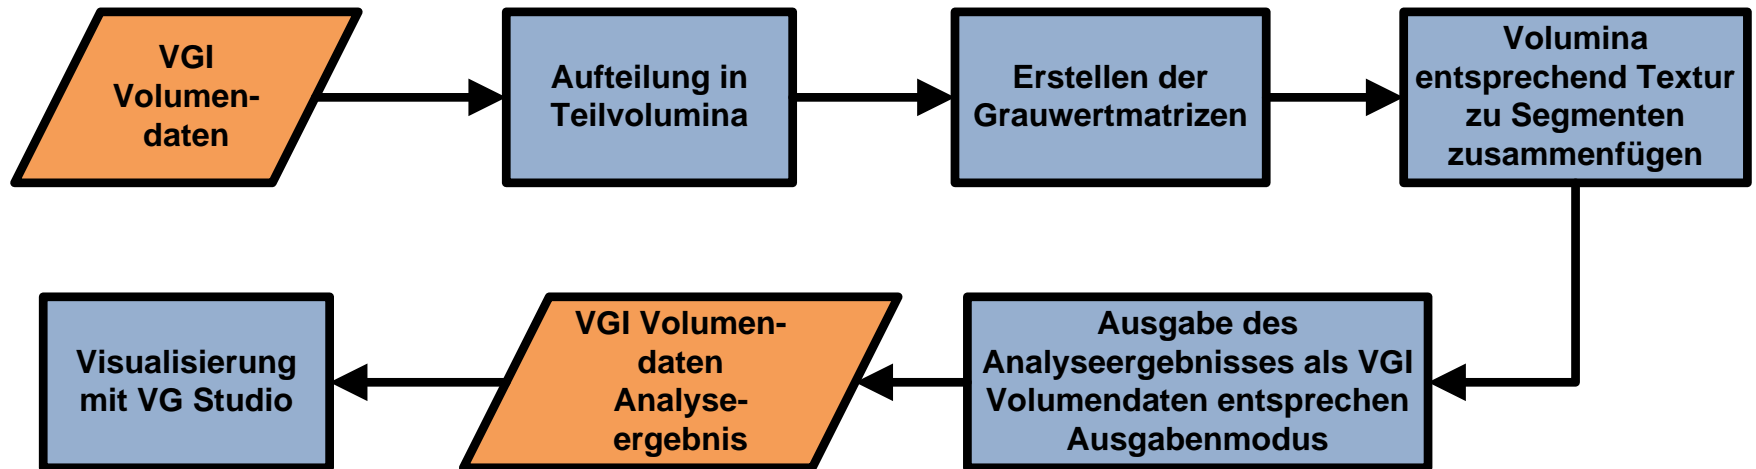 VGI
Volumen-
daten
Aufteilung in
Teilvolumina
Erstellen der
Grauwertmatrizen
Volumina
entsprechend Textur
zu Segmenten
zusammenfügen
Ausgabe des
Analyseergebnisses als VGI
Volumendaten entsprechen
Ausgabenmodus
VGI Volumen-
daten
Analyse-
ergebnis
Visualisierung
mit VG Studio